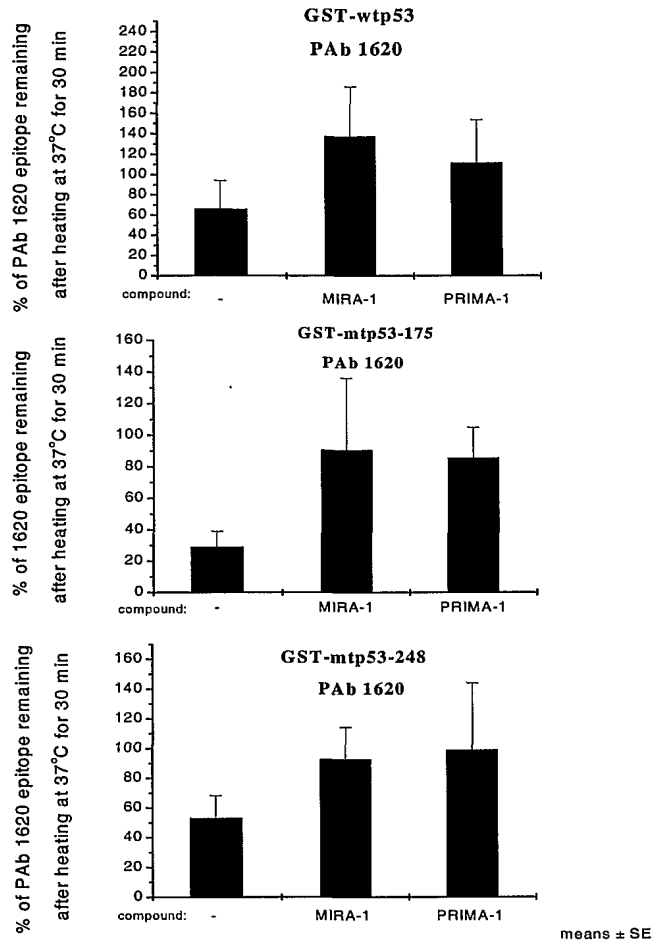 GST-wtp53
PAb 1620
% of PAb 1620 epitope remaining
after heating at 37°C for 30 min
240
220
200
180
160
140
120
100
80
60
40
20
0
compound: - MIRA-1 PRIMA-1
GST-mtp53-175
PAb 1620
% of 1620 epitope remaining
after heating at 37°C for 30 min
160
140
120
100
80
60
40
20
0
compound: - MIRA-1 PRIMA-1
GST-mtp53-248
PAb 1620
% of PAb 1620 epitope remaining
after heating at 37°C for 30 min
160
140
120
100
80
60
40
20
0
compound: - MIRA-1 PRIMA-1
means ± SE